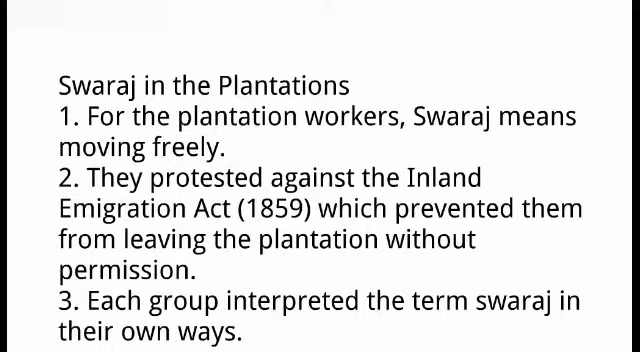 Swaraj in the Plantations
1. For the plantation workers, Swaraj means
moving freely.
2. They protested against the Inland
Emigration Act (1859) which prevented them
from leaving the plantation without
permission.
3. Each group interpreted the term swaraj in
their own ways.